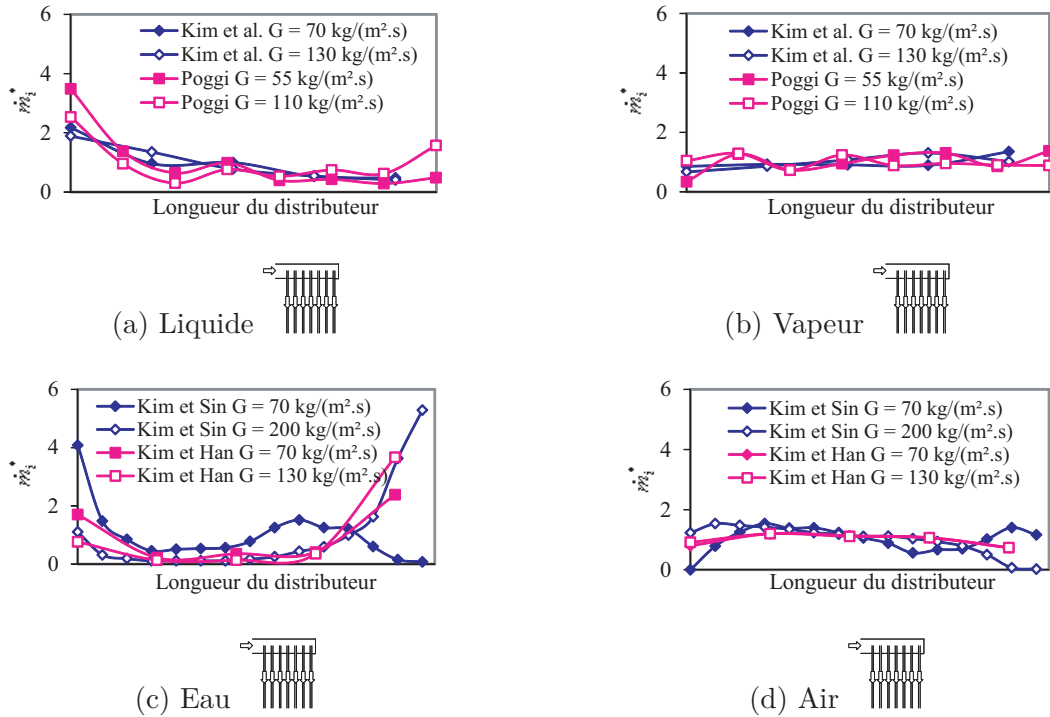 Kim et al. G = 70 kg/(m².s)
Kim et al. G = 130 kg/(m².s)
Poggi G = 55 kg/(m².s)
Poggi G = 110 kg/(m².s)
6
4
2
0
ṁᵢ*
Longueur du distributeur
(a) Liquide
Kim et al. G = 70 kg/(m².s)
Kim et al. G = 130 kg/(m².s)
Poggi G = 55 kg/(m².s)
Poggi G = 110 kg/(m².s)
6
4
2
0
ṁᵢ*
Longueur du distributeur
(b) Vapeur
Kim et Sin G = 70 kg/(m².s)
Kim et Sin G = 200 kg/(m².s)
Kim et Han G = 70 kg/(m².s)
Kim et Han G = 130 kg/(m².s)
6
4
2
0
ṁᵢ*
Longueur du distributeur
(c) Eau
Kim et Sin G = 70 kg/(m².s)
Kim et Sin G = 200 kg/(m².s)
Kim et Han G = 70 kg/(m².s)
Kim et Han G = 130 kg/(m².s)
6
4
2
0
ṁᵢ*
Longueur du distributeur
(d) Air